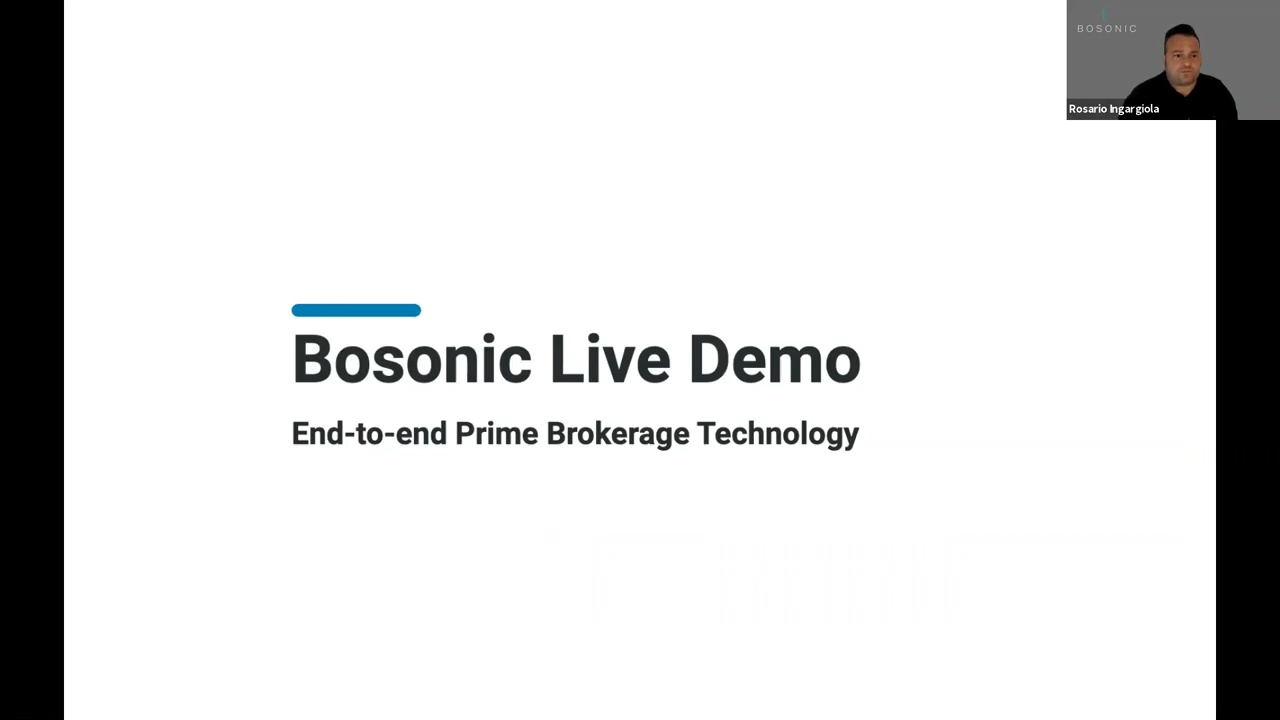 BOSONIC
Rosario Ingargiola
Bosonic Live Demo
End-to-end Prime Brokerage Technology